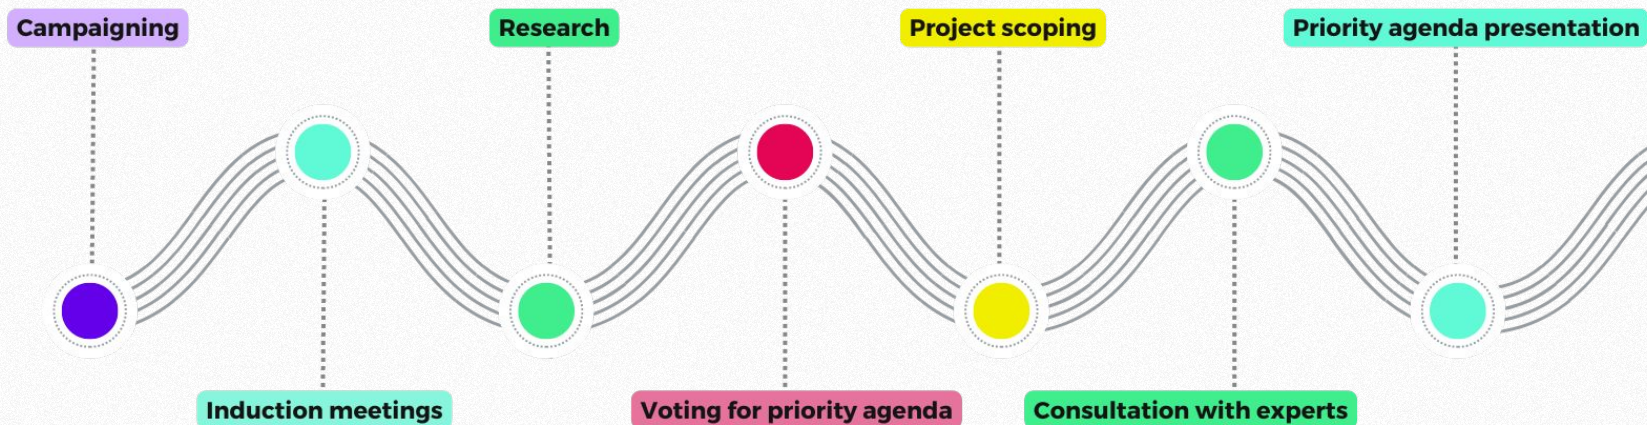 Campaigning
Induction meetings
Research
Voting for priority agenda
Project scoping
Consultation with experts
Priority agenda presentation